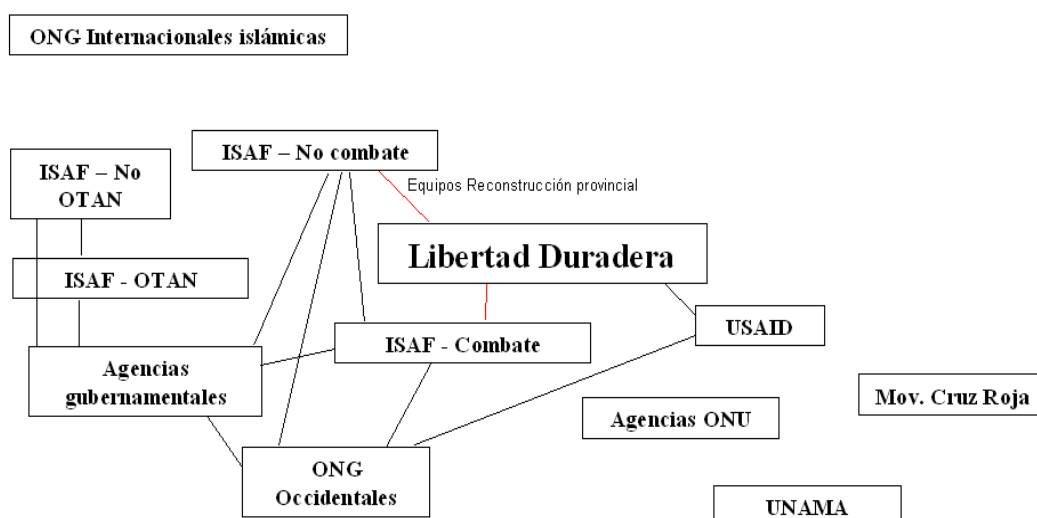 ONG Internacionales islámicas
ISAF – No combate
ISAF – No
OTAN
Equipos Reconstrucción provincial
Libertad Duradera
ISAF - OTAN
USAID
ISAF - Combate
Agencias
gubernamentales
Mov. Cruz Roja
Agencias ONU
ONG
Occidentales
UNAMA